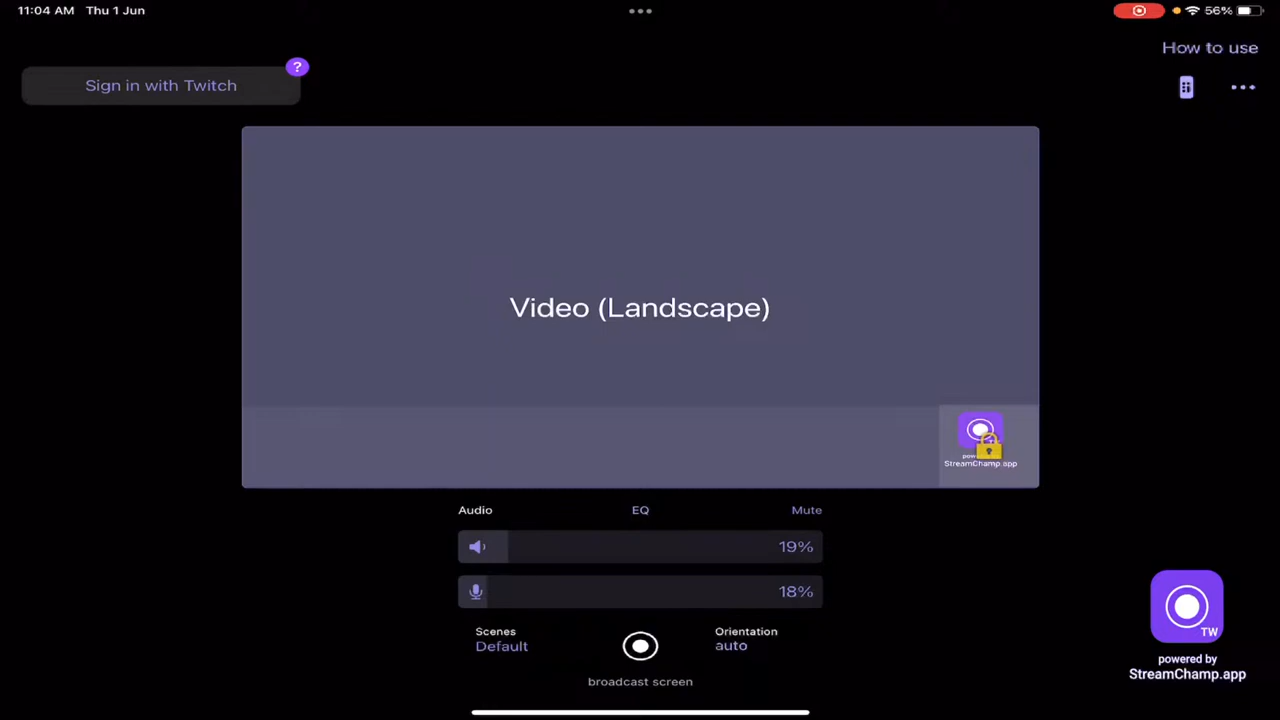 11:04 AM Thu 1 Jun
56%
How to use
Sign in with Twitch
?
Video (Landscape)
StreamChamp.app
Audio
EQ
Mute
19%
18%
Scenes
Default
Orientation
auto
broadcast screen
TW
powered by
StreamChamp.app